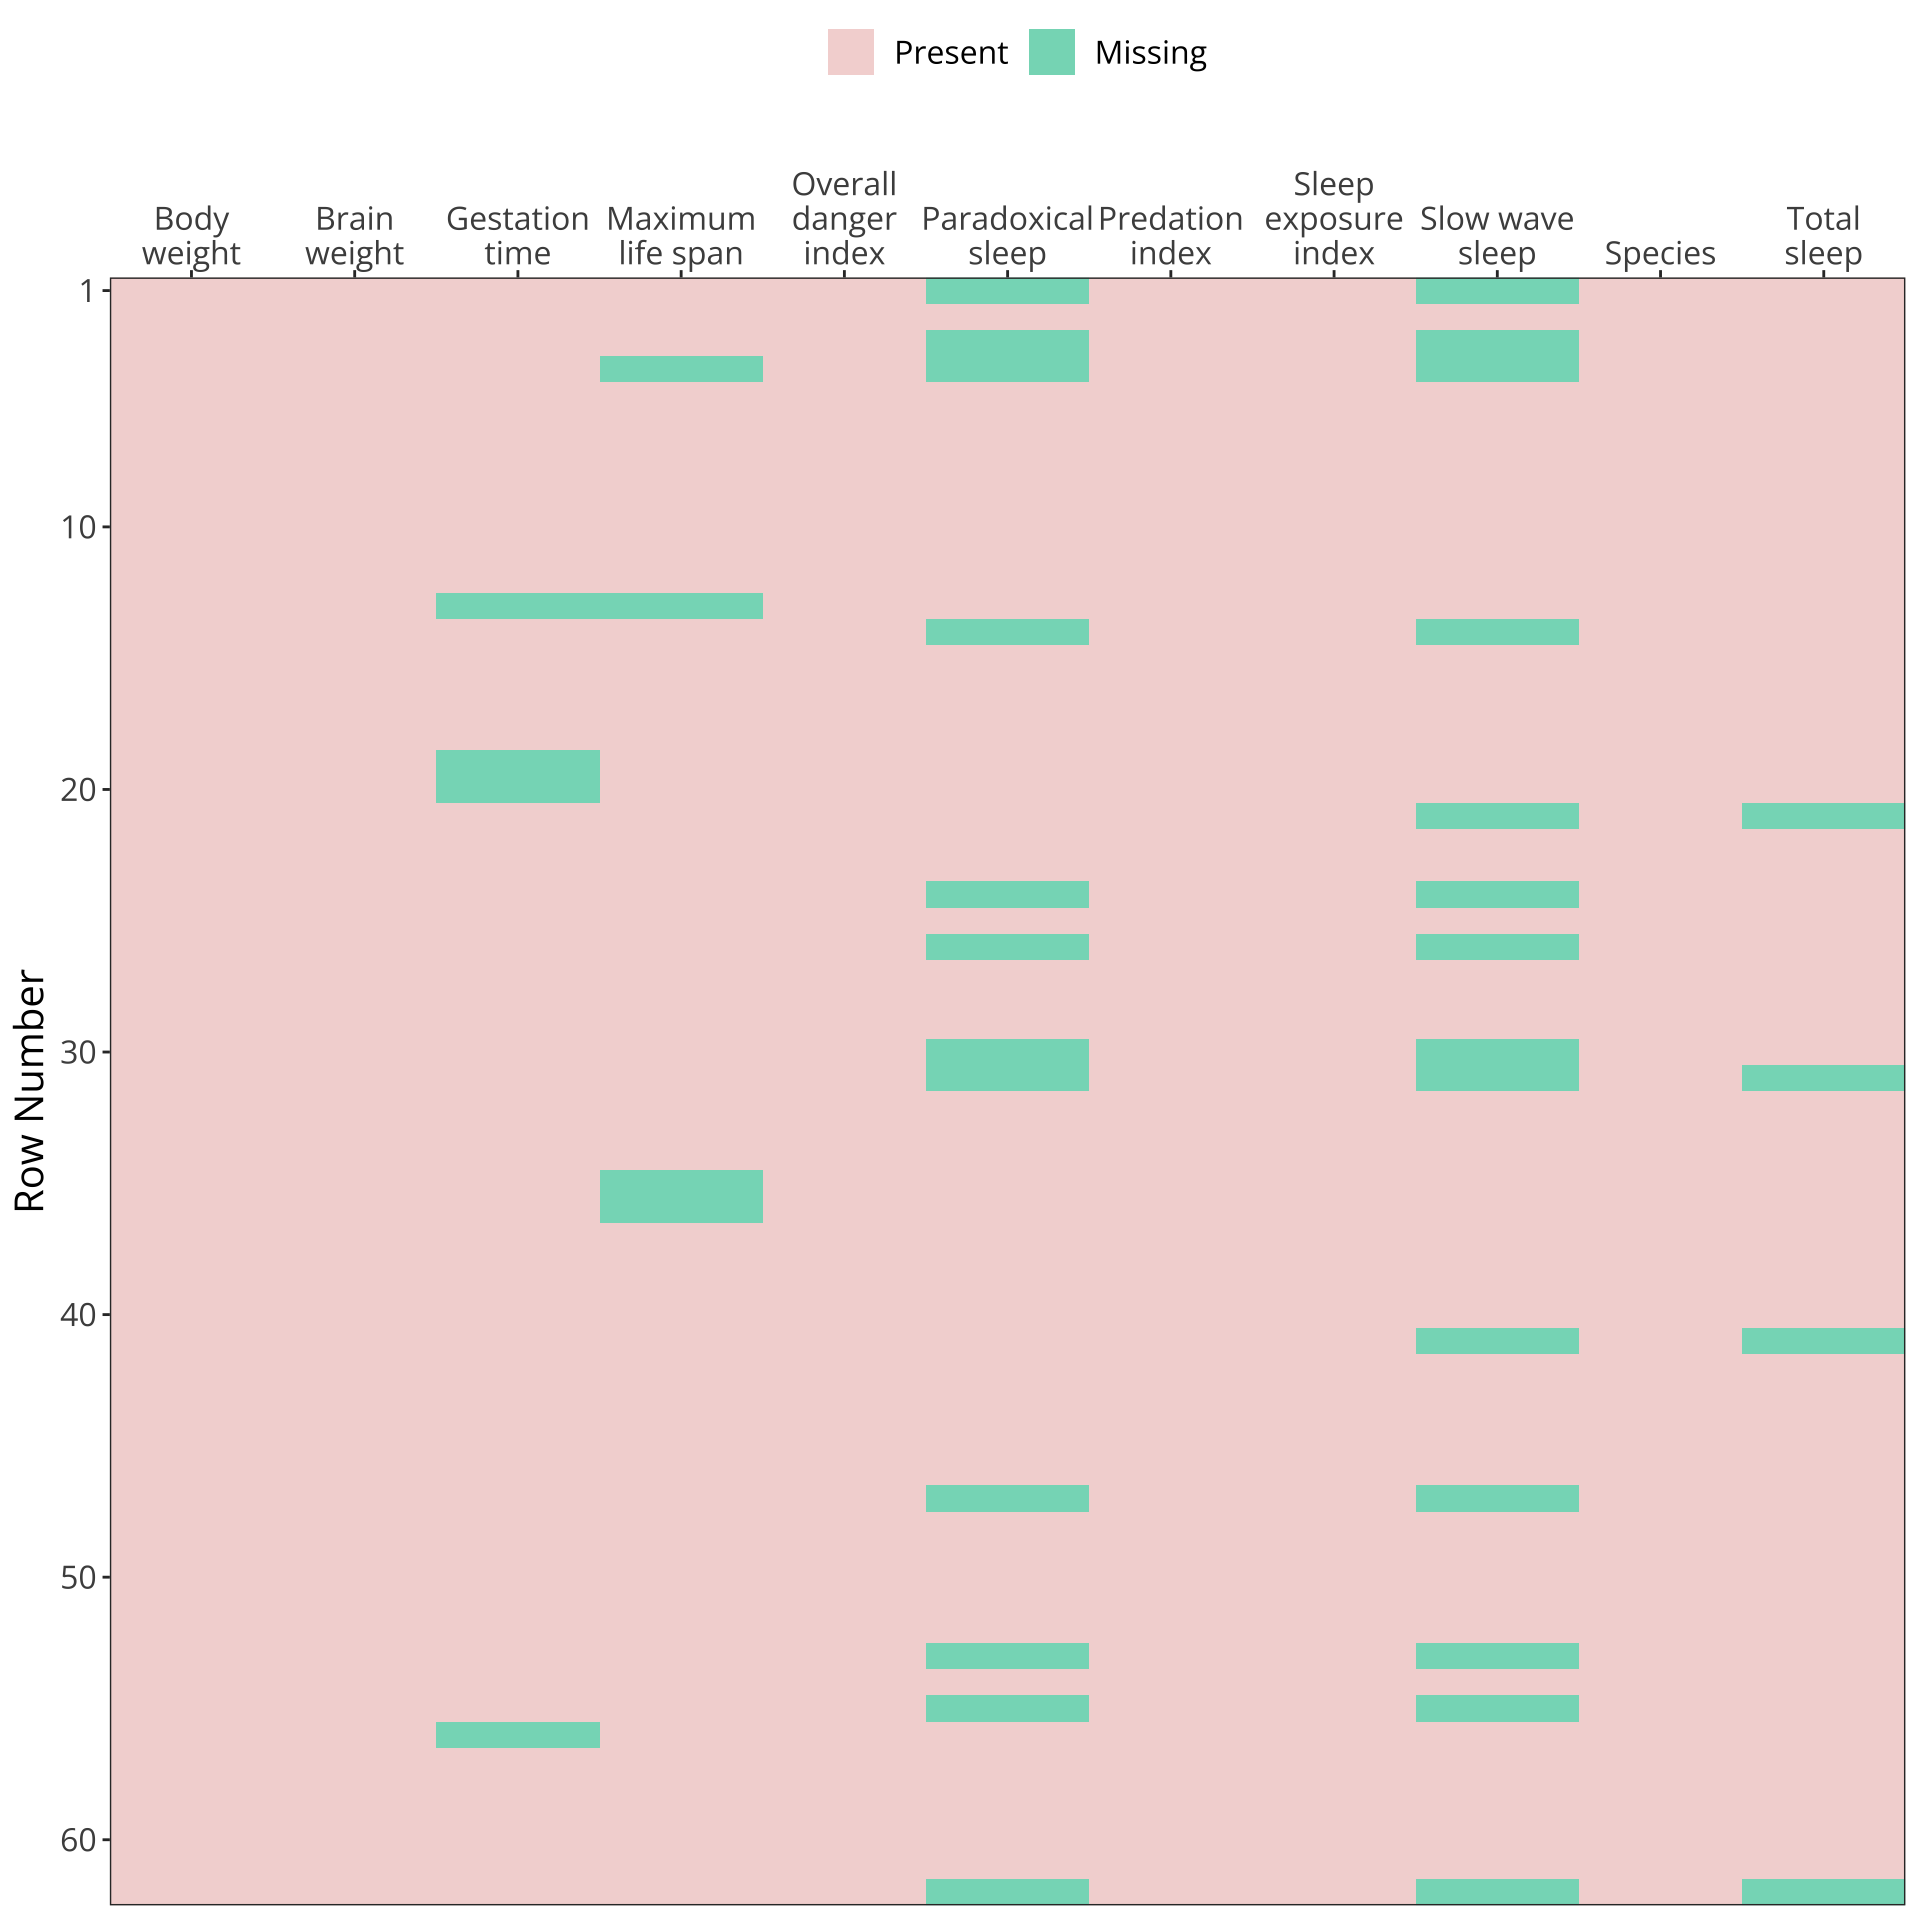 Present Missing
Overall Sleep
Body Brain Gestation Maximum danger Paradoxical Predation exposure Slow wave Total
weight weight time life span index sleep index index sleep Species sleep
1
10
20
30
40
50
60
Row Number